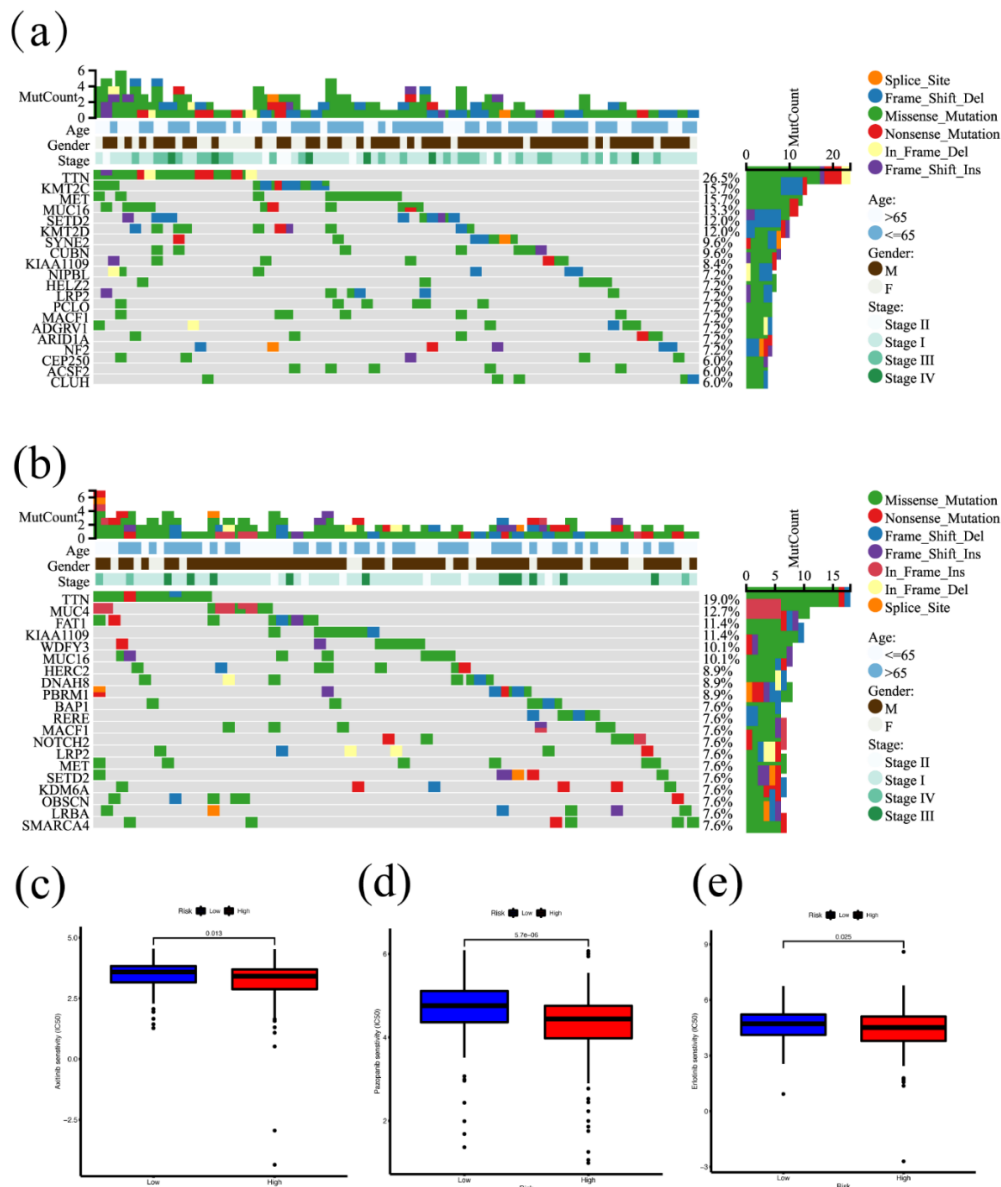 (a)
6
4
2
0
MutCount
Age
Gender
Stage
TTN 26.5%
KMT2C 15.7%
MET 15.7%
MUC16 13.3%
SETD2 12.0%
KMT2D 12.0%
SYNE2 9.6%
CUBN 9.6%
KIAA1109 8.4%
NIPBL 7.2%
HELZ2 7.2%
LRP2 7.2%
PCLO 7.2%
MACF1 7.2%
ADGRV1 7.2%
ARID1A 7.2%
NF2 7.2%
CEP250 6.0%
ACSF2 6.0%
CLUH 6.0%
MutCount
0 10 20
Splice_Site
Frame_Shift_Del
Missense_Mutation
Nonsense_Mutation
In_Frame_Del
Frame_Shift_Ins
Age:
>65
<=65
Gender:
M
F
Stage:
Stage II
Stage I
Stage III
Stage IV
(b)
6
4
2
0
MutCount
Age
Gender
Stage
TTN 19.0%
MUC4 12.7%
FAT1 11.4%
KIAA1109 11.4%
WDFY3 10.1%
MUC16 10.1%
HERC2 8.9%
DNAH8 8.9%
PBRM1 8.9%
BAP1 7.6%
RERE 7.6%
MACF1 7.6%
NOTCH2 7.6%
LRP2 7.6%
MET 7.6%
SETD2 7.6%
KDM6A 7.6%
OBSCN 7.6%
LRBA 7.6%
SMARCA4 7.6%
MutCount
0 5 10 15
Missense_Mutation
Nonsense_Mutation
Frame_Shift_Del
Frame_Shift_Ins
In_Frame_Ins
In_Frame_Del
Splice_Site
Age:
<=65
>65
Gender:
M
F
Stage:
Stage II
Stage I
Stage IV
Stage III
(c)
Risk Low High
0.013
5.0
2.5
0.0
−2.5
Axitinib senstivity (IC50)
Low High
(d)
Risk Low High
5.7e−06
6
4
2
Pazopanib senstivity (IC50)
Low High
(e)
Risk Low High
0.025
9
6
3
0
−3
Erlotinib senstivity (IC50)
Low High
Risk